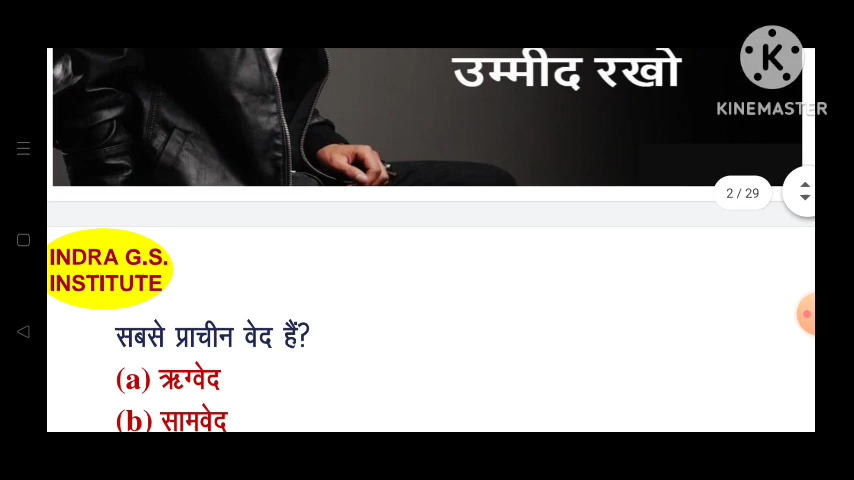 उम्मीद रखो
KINEMASTER
2 / 29
INDRA G.S.
INSTITUTE
सबसे प्राचीन वेद हैं?
(a) ऋग्वेद
(b) सामवेद